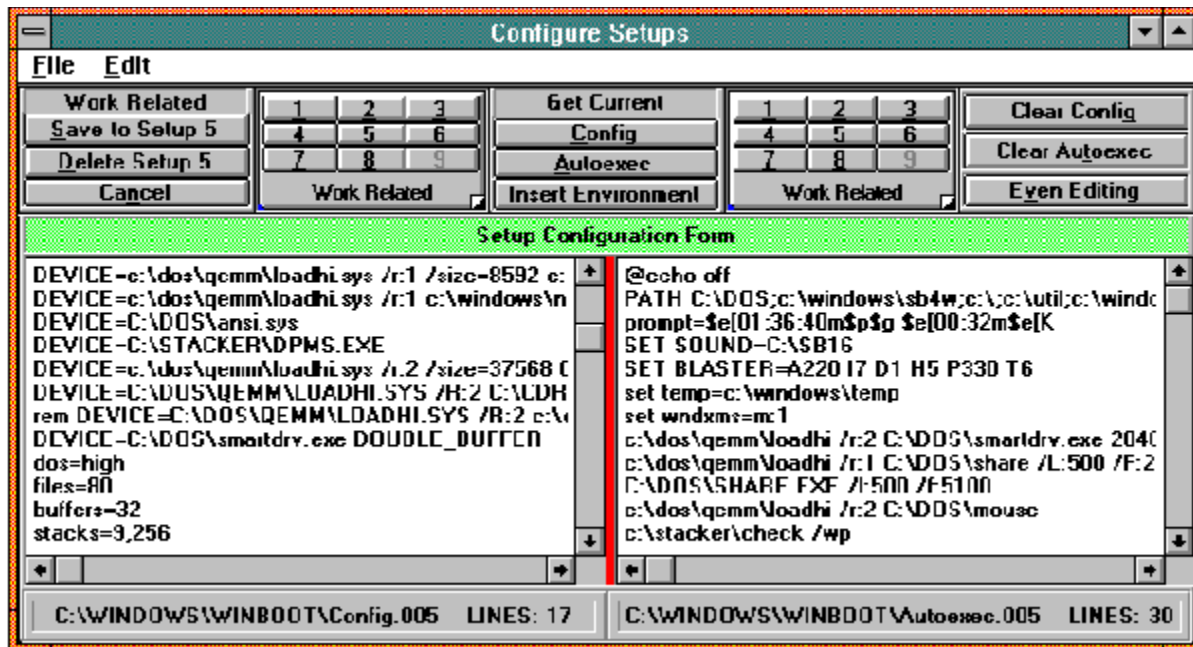 Configure Setups
File Edit
Work Related
Save to Setup 5
Delete Setup 5
Cancel
1 2 3
4 5 6
7 8 9
Work Related
Get Current
Config
Autoexec
Insert Environment
1 2 3
4 5 6
7 8 9
Work Related
Clear Config
Clear Autoexec
Even Editing
Setup Configuration Form
DEVICE=c:\dos\qemm\loadhi.sys /r:1 /size=8592 c:
DEVICE=c:\dos\qemm\loadhi.sys /r:1 c:\windows\
DEVICE=C:\DOS\ansi.sys
DEVICE=C:\STACKER\DPMS.EXE
DEVICE=c:\dos\qemm\loadhi.sys /r:2 /size=37568
DEVICE=C:\DOS\QEMM\LOADHI.SYS /R:2 C:\CDR
rem DEVICE=C:\DOS\QEMM\LOADHI.SYS /R:2 c:\
DEVICE=C:\DOS\smartdrv.exe DOUBLE_BUFFER
dos=high
files=80
buffers=32
stacks=9,256
@echo off
PATH C:\DOS;c:\windows\sb4w;c:\;c:\util;c:\windo
prompt=$e[01;36;40m$p$g $e[00;32m$e[K
SET SOUND=C:\SB16
SET BLASTER=A220 I7 D1 H5 P330 T6
set temp=c:\windows\temp
set wndxms=m:1
c:\dos\qemm\loadhi /r:2 C:\DOS\smartdrv.exe 204
c:\dos\qemm\loadhi /r:1 C:\DOS\share /L:500 /F:2
C:\DOS\SHARE.EXE /l:500 /f:5100
c:\dos\qemm\loadhi /r:2 C:\DOS\mouse
c:\stacker\check /wp
C:\WINDOWS\WINBOOT\Config.005 LINES: 17
C:\WINDOWS\WINBOOT\Autoexec.005 LINES: 30